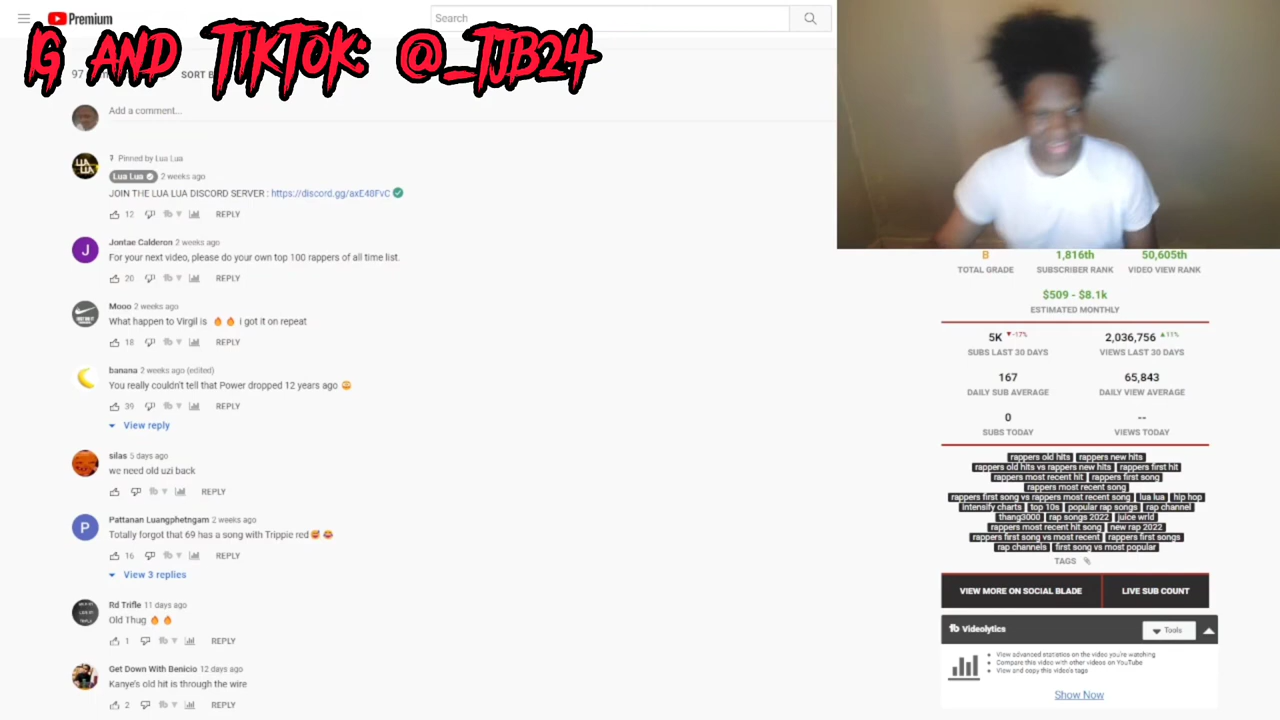 Premium
Search
IG AND TIKTOK: @_TJB24
97
SORT B
Add a comment...
Pinned by Lua Lua
Lua Lua 2 weeks ago
JOIN THE LUA LUA DISCORD SERVER : https://discord.gg/axE40FvC
12 REPLY
Jontae Calderon 2 weeks ago
For your next video, please do your own top 100 rappers of all time list.
20 REPLY
Mooo 2 weeks ago
What happen to Virgil is 🔥 🔥 i got it on repeat
18 REPLY
banana 2 weeks ago (edited)
You really couldn't tell that Power dropped 12 years ago
39 REPLY
View reply
silas 5 days ago
we need old uzi back
REPLY
Pattanan Luangphetngam 2 weeks ago
Totally forgot that 69 has a song with Trippie red
16 REPLY
View 3 replies
Rd Trifle 11 days ago
Old Thug 🔥 🔥
1 REPLY
Get Down With Benicio 12 days ago
Kanye's old hit is through the wire
2 REPLY
B 1,816th 50,605th
TOTAL GRADE SUBSCRIBER RANK VIDEO VIEW RANK
$509 - $8.1k
ESTIMATED MONTHLY
5K -17% 2,036,756 11%
SUBS LAST 30 DAYS VIEWS LAST 30 DAYS
167 65,843
DAILY SUB AVERAGE DAILY VIEW AVERAGE
0 --
SUBS TODAY VIEWS TODAY
rappers old hits rappers new hits
rappers old hits vs rappers new hits rappers first hit
rappers most recent hit rappers first song
rappers most recent song
rappers first song vs rappers most recent song lua lua hip hop
intensify charts top 10s popular rap songs rap channel
thang3000 rap songs 2022 juice wrld
rappers most recent hit song new rap 2022
rappers first song vs most recent rappers first songs
rap channels first song vs most popular
TAGS
VIEW MORE ON SOCIAL BLADE LIVE SUB COUNT
Videolytics Tools
View advanced statistics on the video you're watching
Compare this video with other videos on YouTube
View and copy this video's tags
Show Now